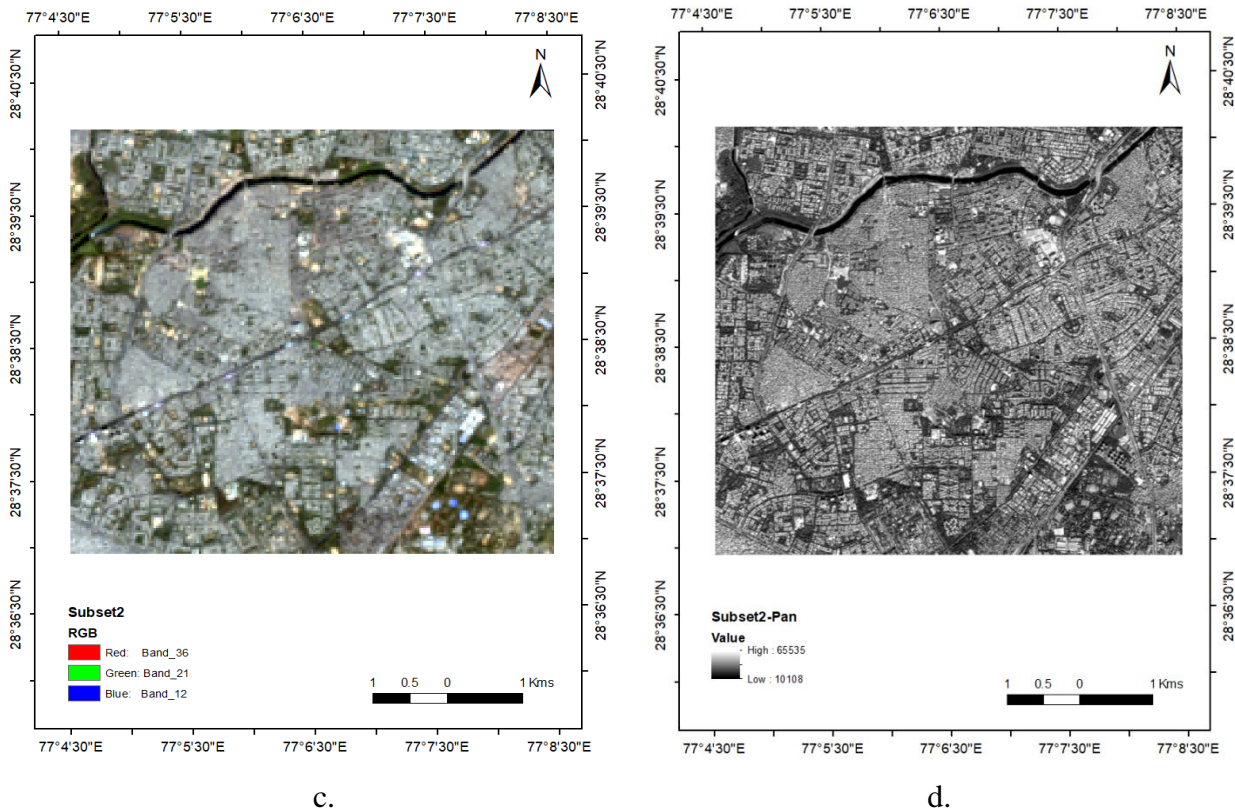 77°4'30"E 77°5'30"E 77°6'30"E 77°7'30"E 77°8'30"E
N
28°40'30"N 28°40'30"N
28°39'30"N 28°39'30"N
28°38'30"N 28°38'30"N
28°37'30"N 28°37'30"N
28°36'30"N 28°36'30"N
Subset2
RGB
Red: Band_36
Green: Band_21
Blue: Band_12
1 0.5 0 1 Kms
77°4'30"E 77°5'30"E 77°6'30"E 77°7'30"E 77°8'30"E
c.
77°4'30"E 77°5'30"E 77°6'30"E 77°7'30"E 77°8'30"E
N
28°40'30"N 28°40'30"N
28°39'30"N 28°39'30"N
28°38'30"N 28°38'30"N
28°37'30"N 28°37'30"N
28°36'30"N 28°36'30"N
Subset2-Pan
Value
High : 65535
Low : 10108
1 0.5 0 1 Kms
77°4'30"E 77°5'30"E 77°6'30"E 77°7'30"E 77°8'30"E
d.